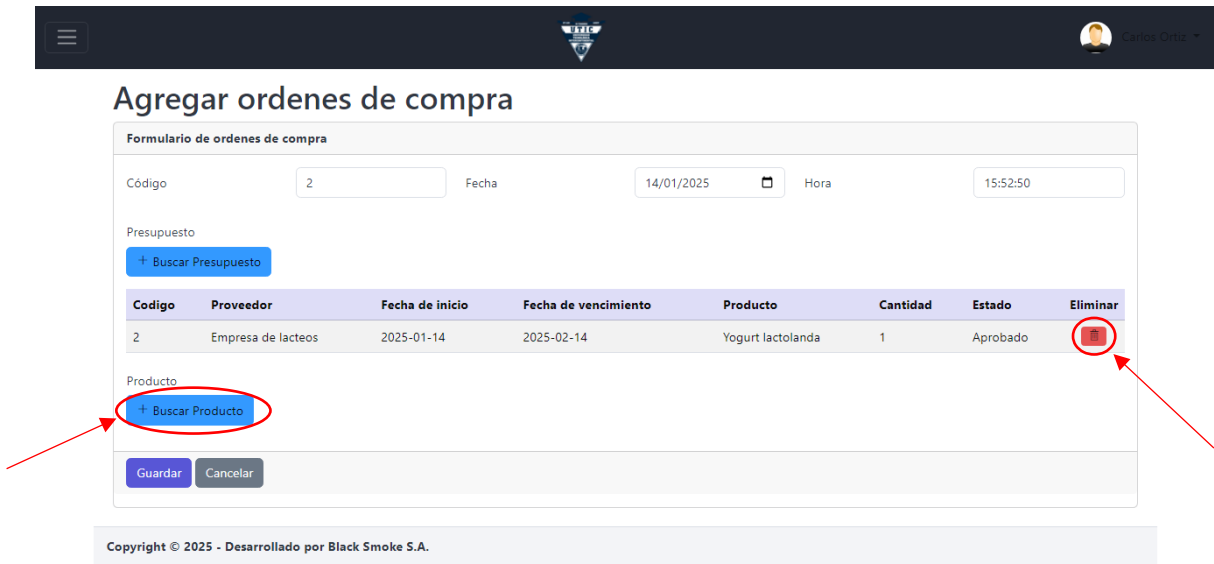 UTIC
Carlos Ortiz
Agregar ordenes de compra
Formulario de ordenes de compra
Código 2 Fecha 14/01/2025 Hora 15:52:50
Presupuesto
+ Buscar Presupuesto
Codigo Proveedor Fecha de inicio Fecha de vencimiento Producto Cantidad Estado Eliminar
2 Empresa de lacteos 2025-01-14 2025-02-14 Yogurt lactolanda 1 Aprobado
Producto
+ Buscar Producto
Guardar Cancelar
Copyright © 2025 - Desarrollado por Black Smoke S.A.